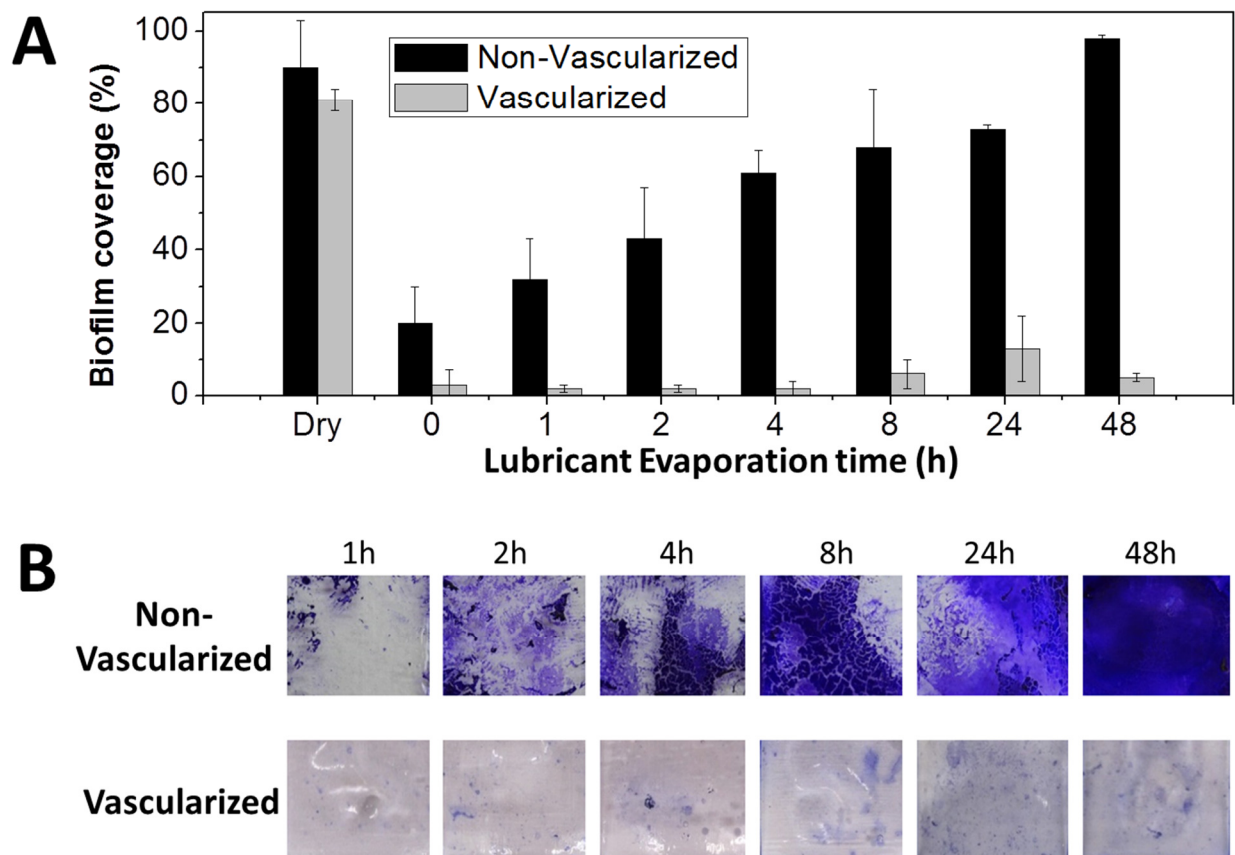 A
Biofilm coverage (%)
100
80
60
40
20
0
Non-Vascularized
Vascularized
Dry 0 1 2 4 8 24 48
Lubricant Evaporation time (h)
B
1h 2h 4h 8h 24h 48h
Non-
Vascularized
Vascularized